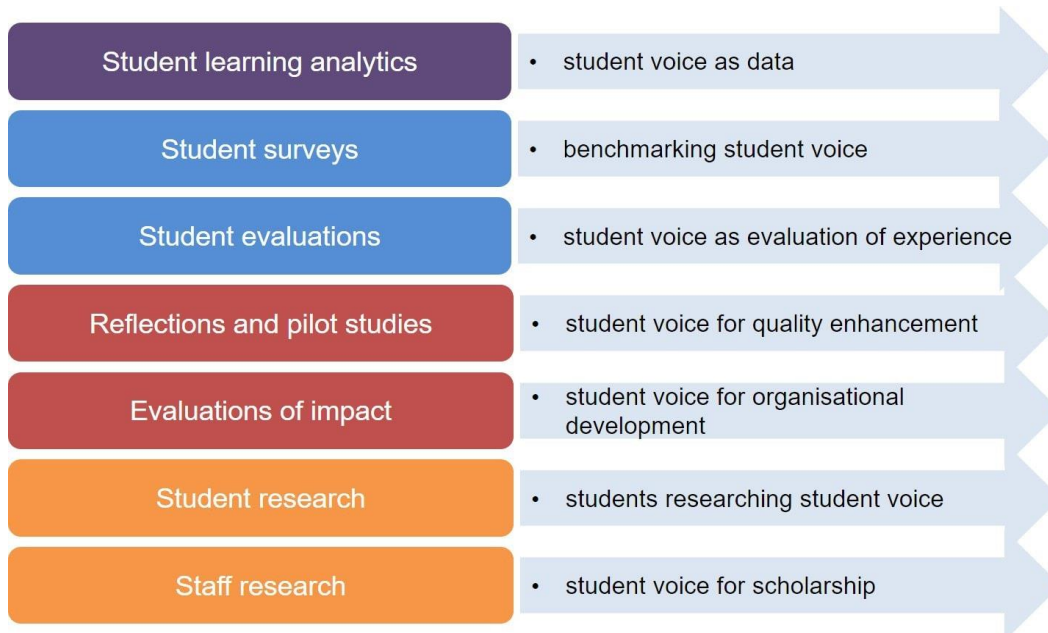 Student learning analytics
• student voice as data
Student surveys
• benchmarking student voice
Student evaluations
• student voice as evaluation of experience
Reflections and pilot studies
• student voice for quality enhancement
Evaluations of impact
• student voice for organisational
development
Student research
• students researching student voice
Staff research
• student voice for scholarship